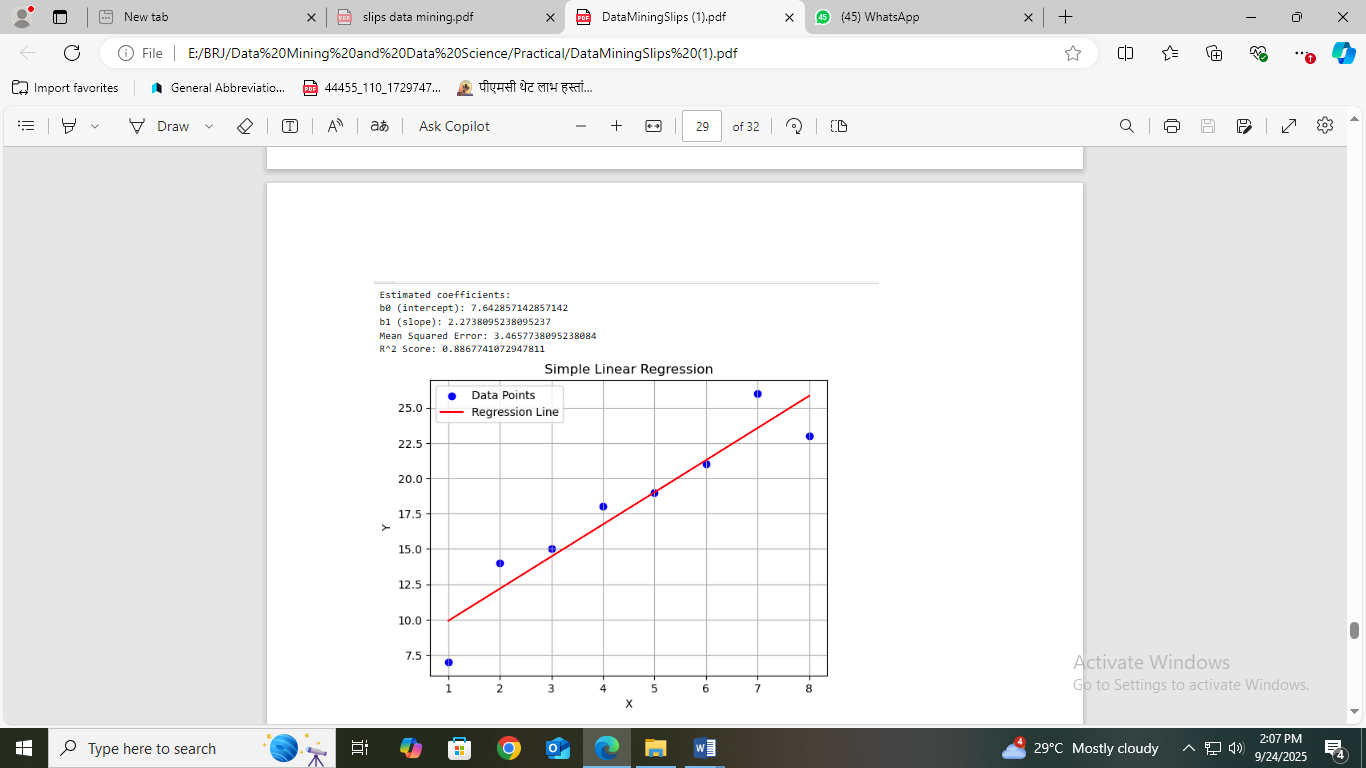 New tab
slips data mining.pdf
DataMiningSlips (1).pdf
45
(45) WhatsApp
File
E:/BRJ/Data%20Mining%20and%20Data%20Science/Practical/DataMiningSlips%20(1).pdf
Import favorites
General Abbreviatio...
PDF
44455_110_1729747...
पीएमसी थेट लाभ हस्तां...
Draw
Ask Copilot
29
of 32
Estimated coefficients:
b0 (intercept): 7.642857142857142
b1 (slope): 2.2738095238095237
Mean Squared Error: 3.4657738095238084
R^2 Score: 0.8867741072947811
Simple Linear Regression
Data Points
Regression Line
25.0
22.5
20.0
17.5
15.0
12.5
10.0
7.5
Y
1 2 3 4 5 6 7 8
X
Activate Windows
Go to Settings to activate Windows.
Type here to search
4
29°C Mostly cloudy
2:07 PM
9/24/2025
4